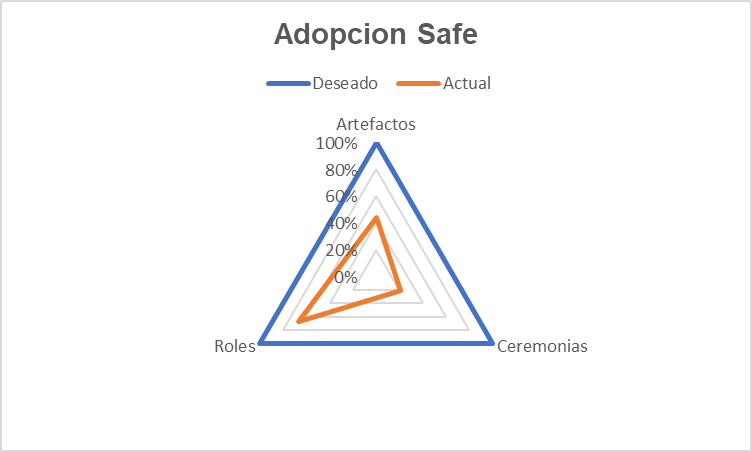 Adopcion Safe
Deseado Actual
Artefactos
100%
80%
60%
40%
20%
0%
Roles Ceremonias